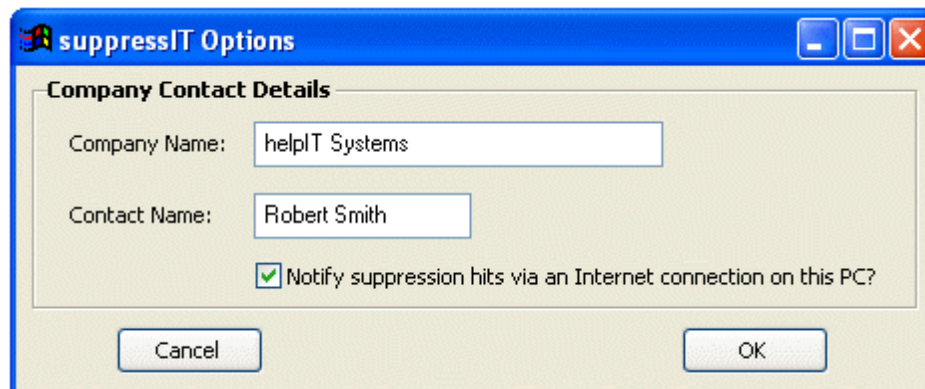 suppressIT Options
Company Contact Details
Company Name: helpIT Systems
Contact Name: Robert Smith
Notify suppression hits via an Internet connection on this PC?
Cancel OK